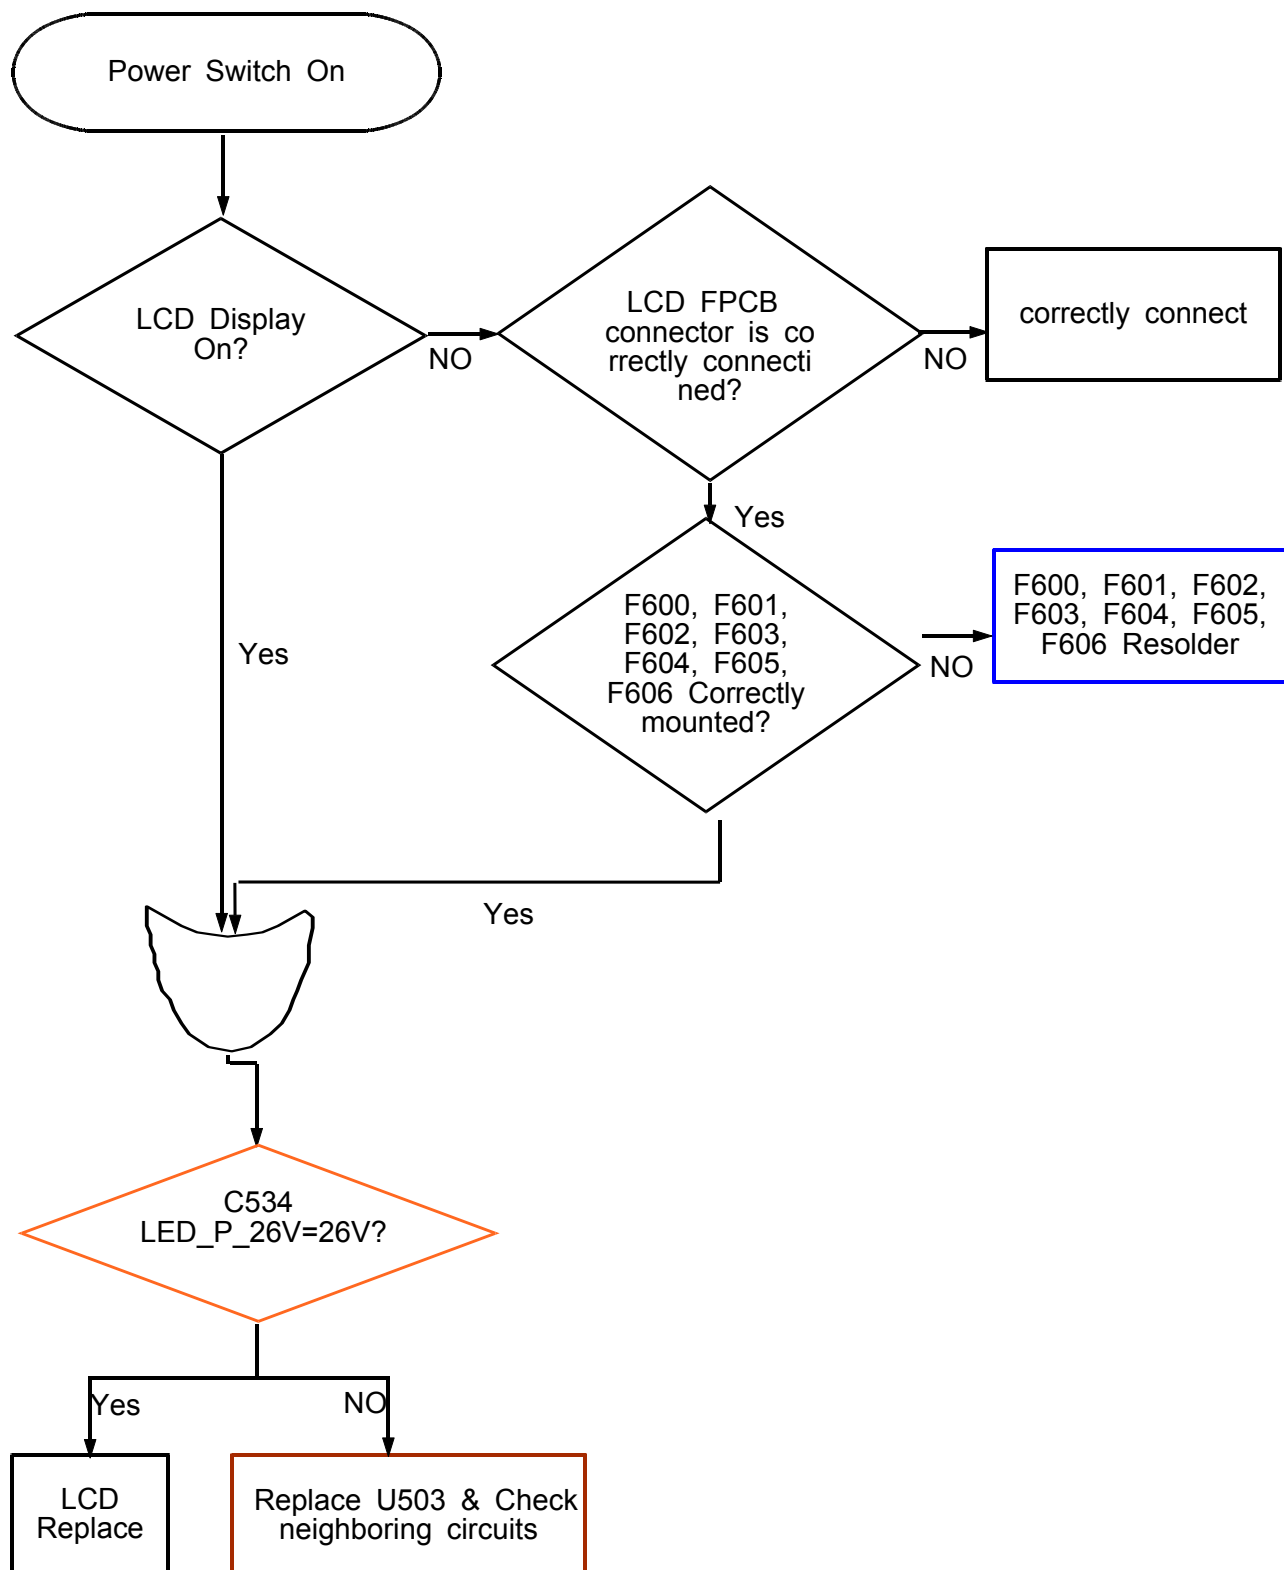 Power Switch On
LCD Display
On?
NO
LCD FPCB
connector is co
rrectly connecti
ned?
NO
correctly connect
Yes
Yes
F600, F601,
F602, F603,
F604, F605,
F606 Correctly
mounted?
NO
F600, F601, F602,
F603, F604, F605,
F606 Resolder
Yes
C534
LED_P_26V=26V?
Yes
NO
LCD
Replace
Replace U503 & Check
neighboring circuits